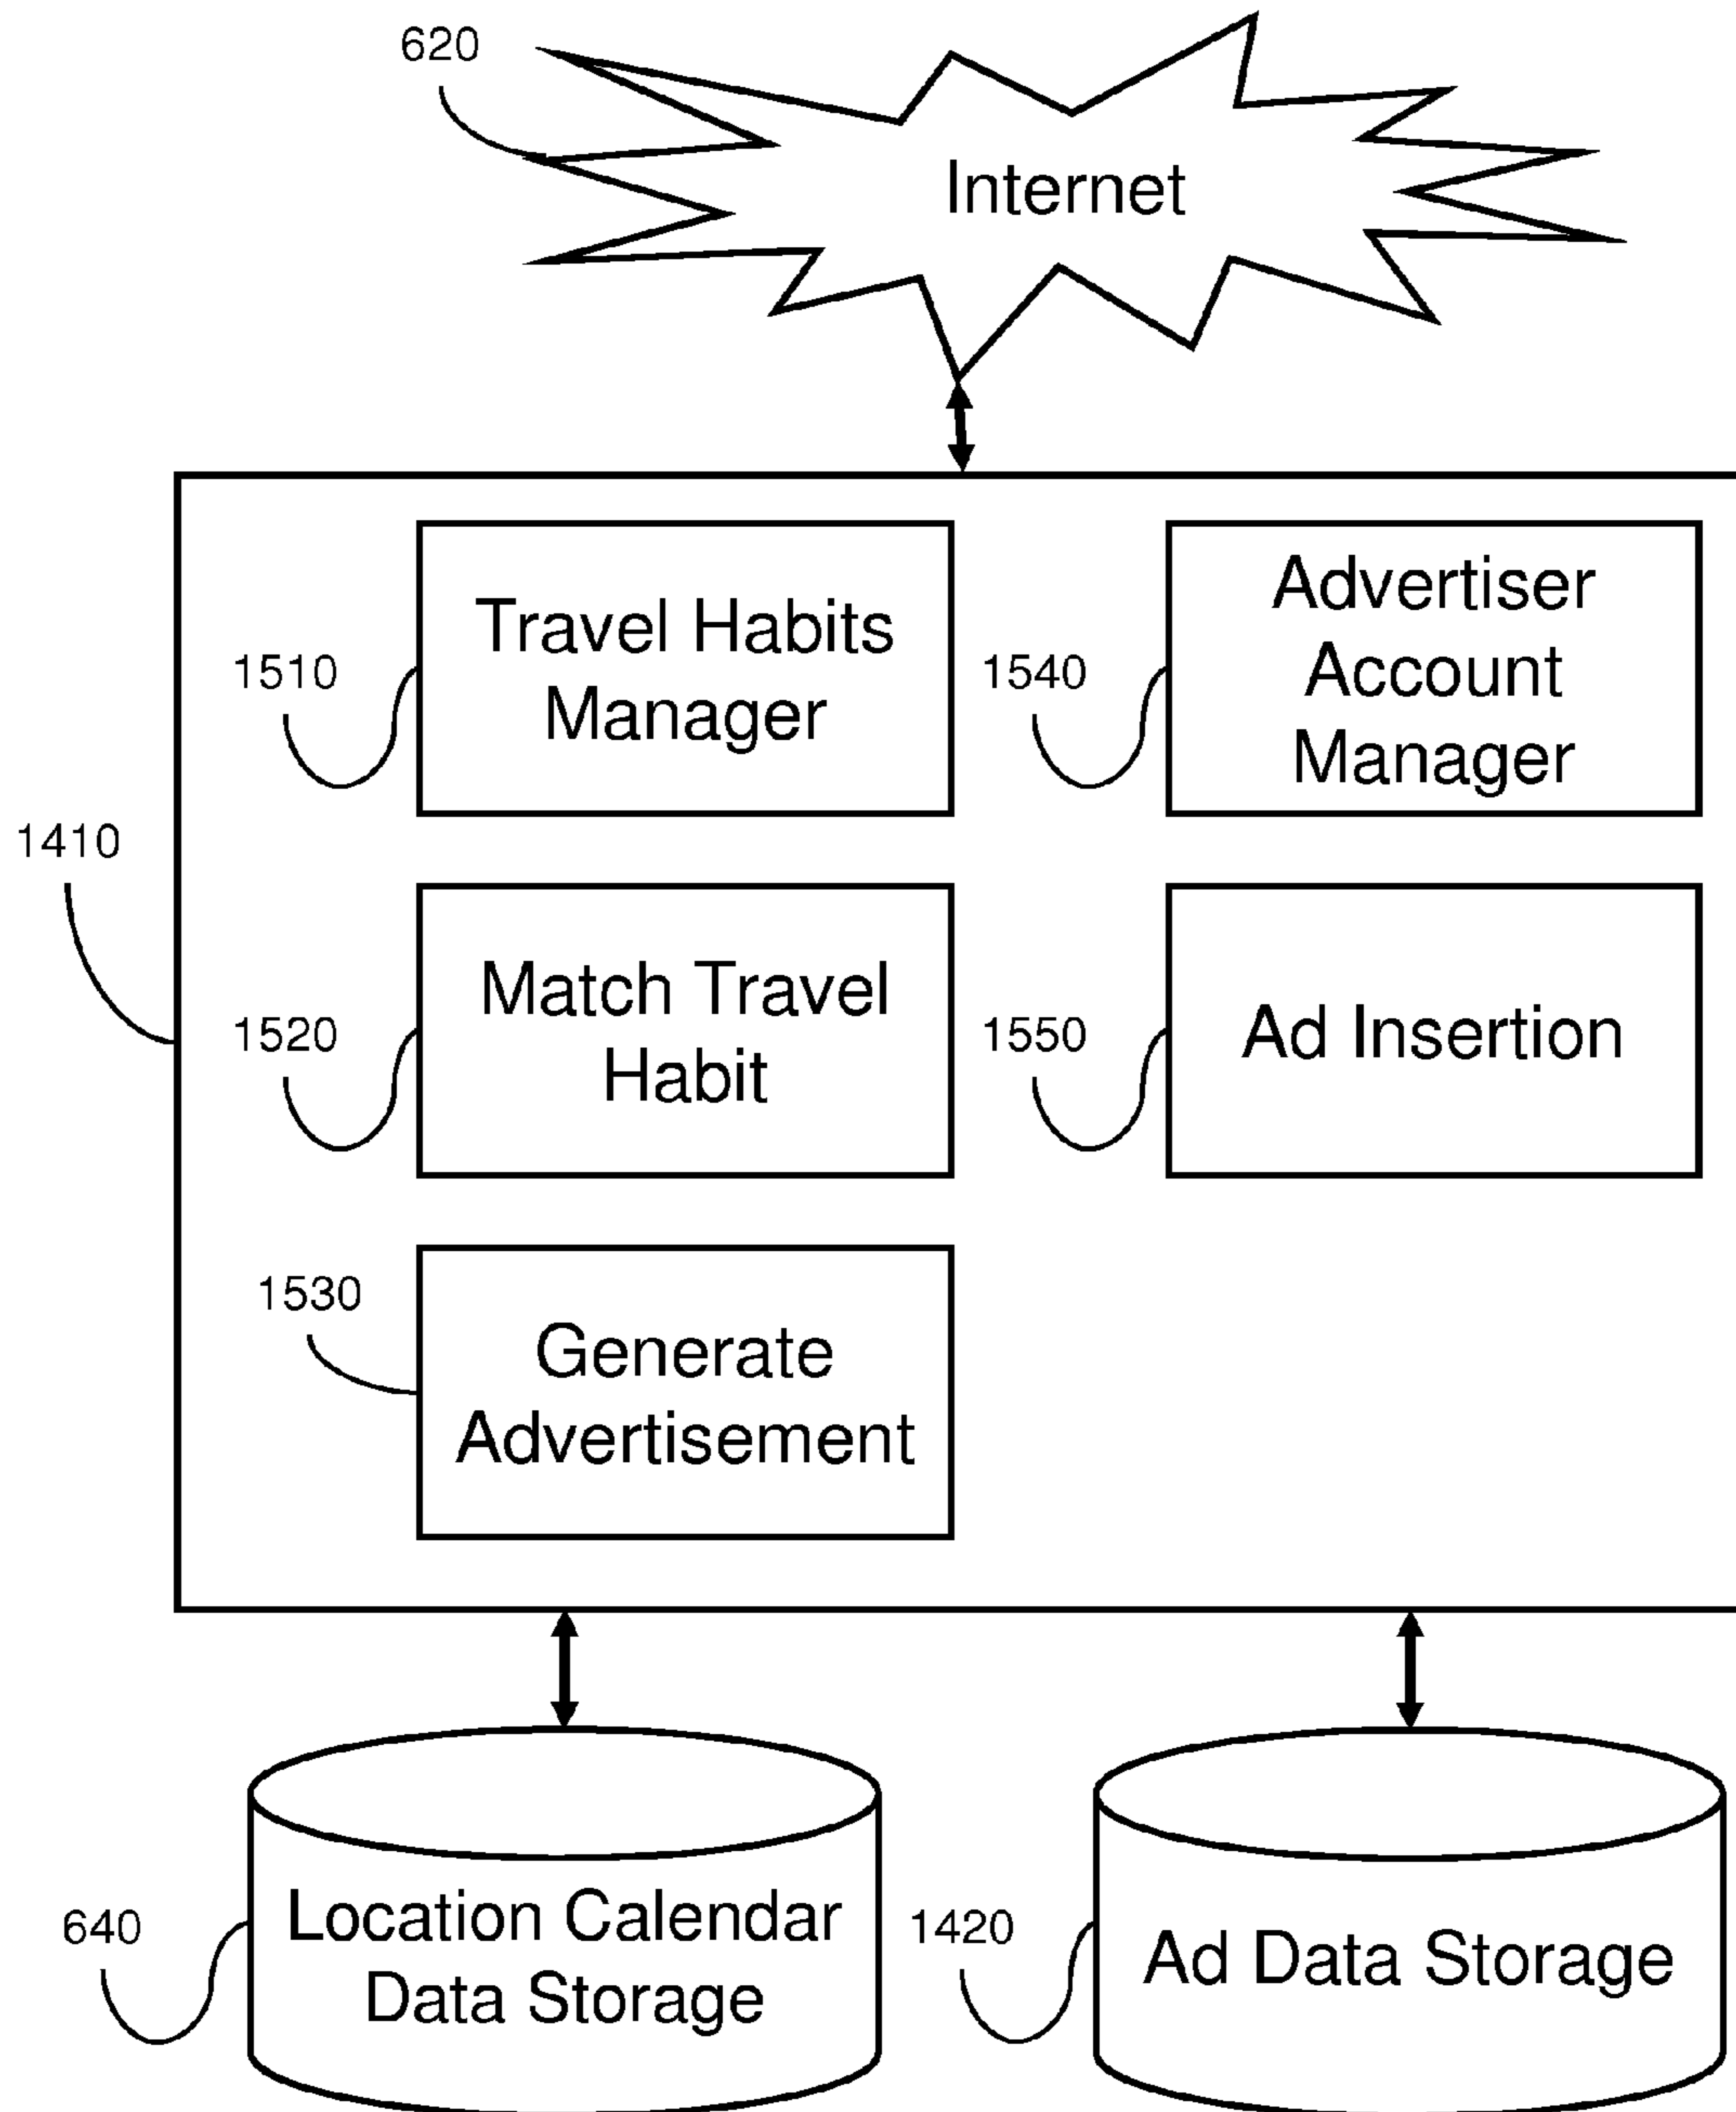 620
Internet
Travel Habits
Manager
1510
Advertiser
Account
Manager
1540
1410
Match Travel
Habit
1520
Ad Insertion
1550
1530
Generate
Advertisement
Location Calendar
Data Storage
640
Ad Data Storage
1420